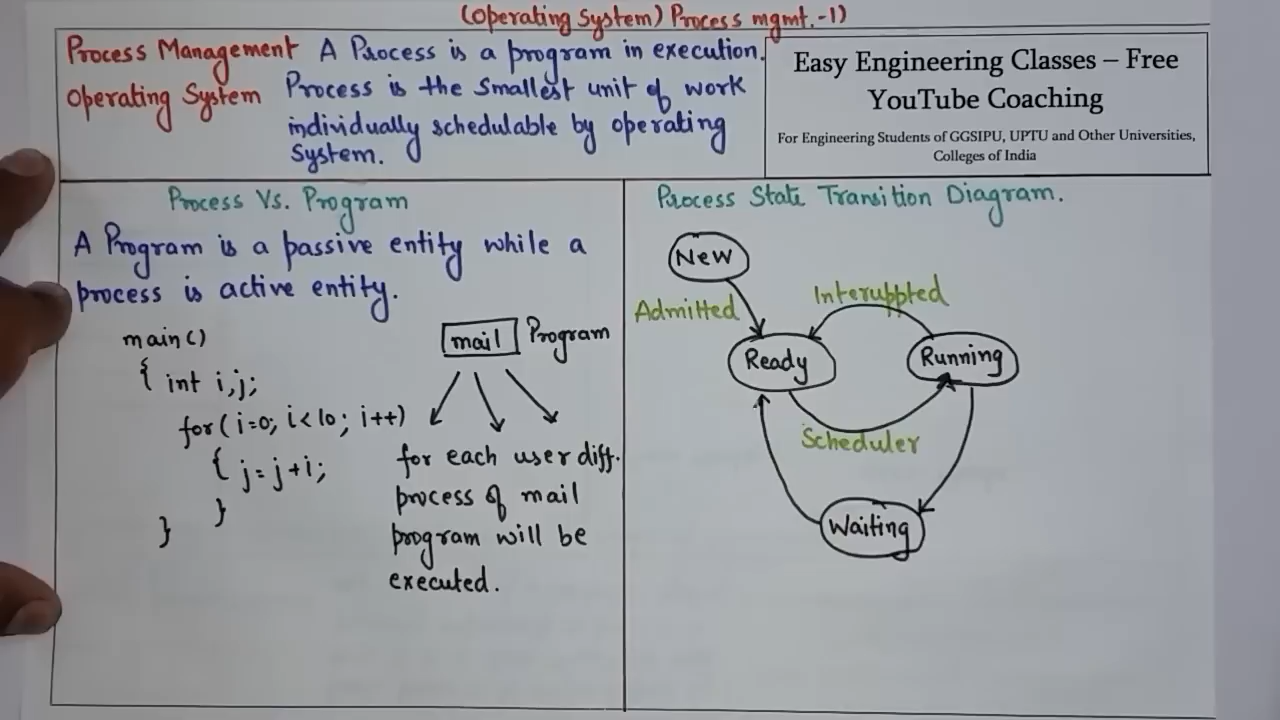 (Operating System) Process mgmt.-1)
Process Management
Operating System
A Process is a program in execution.
Process is the smallest unit of work
individually schedulable by operating
System.
Easy Engineering Classes – Free
YouTube Coaching
For Engineering Students of GGSIPU, UPTU and Other Universities,
Colleges of India
Process Vs. Program
A Program is a passive entity while a
process is active entity.
main()
{ int i,j;
for(i=0; i<10; i++)
{ j=j+i;
}
}
mail Program
for each user diff.
process of mail
program will be
executed.
Process State Transition Diagram.
New
Admitted
Interuppted
Ready
Running
Scheduler
Waiting